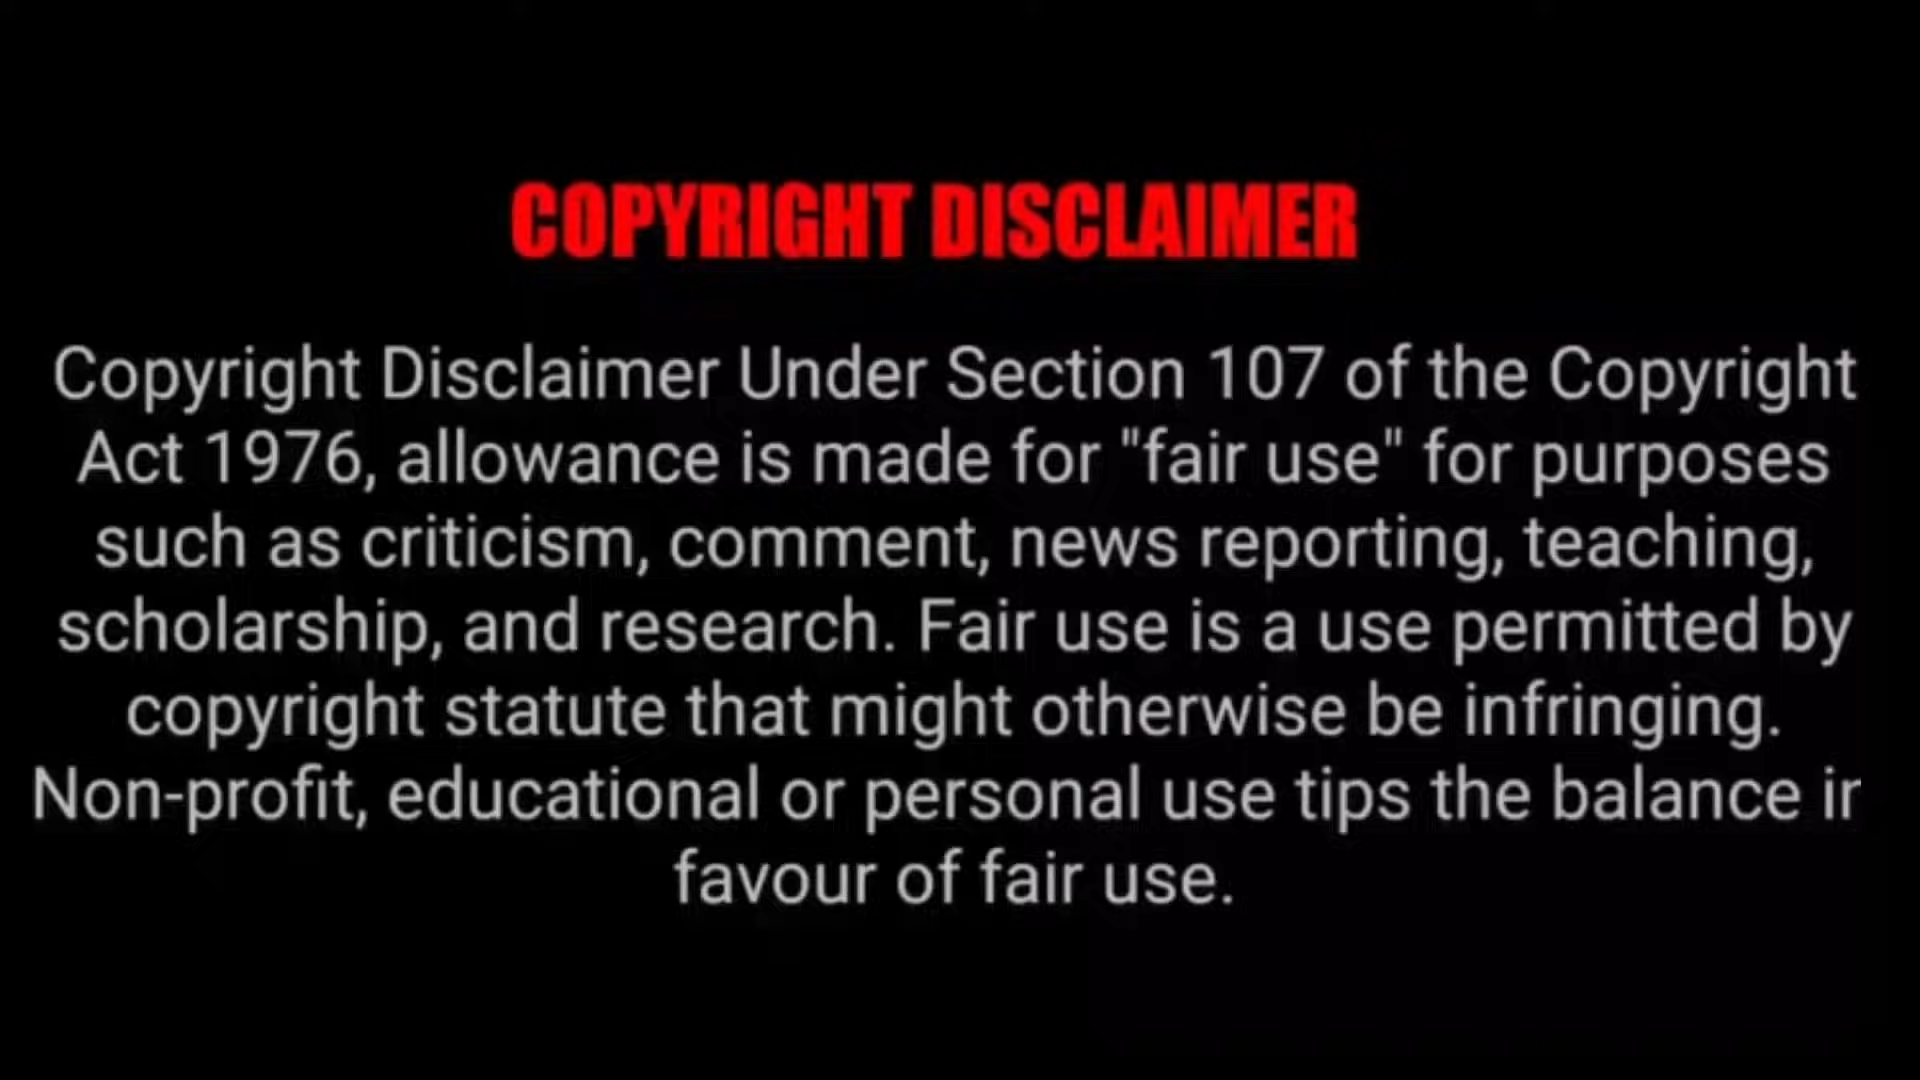 COPYRIGHT DISCLAIMER
Copyright Disclaimer Under Section 107 of the Copyright
Act 1976, allowance is made for "fair use" for purposes
such as criticism, comment, news reporting, teaching,
scholarship, and research. Fair use is a use permitted by
copyright statute that might otherwise be infringing.
Non-profit, educational or personal use tips the balance
favour of fair use.